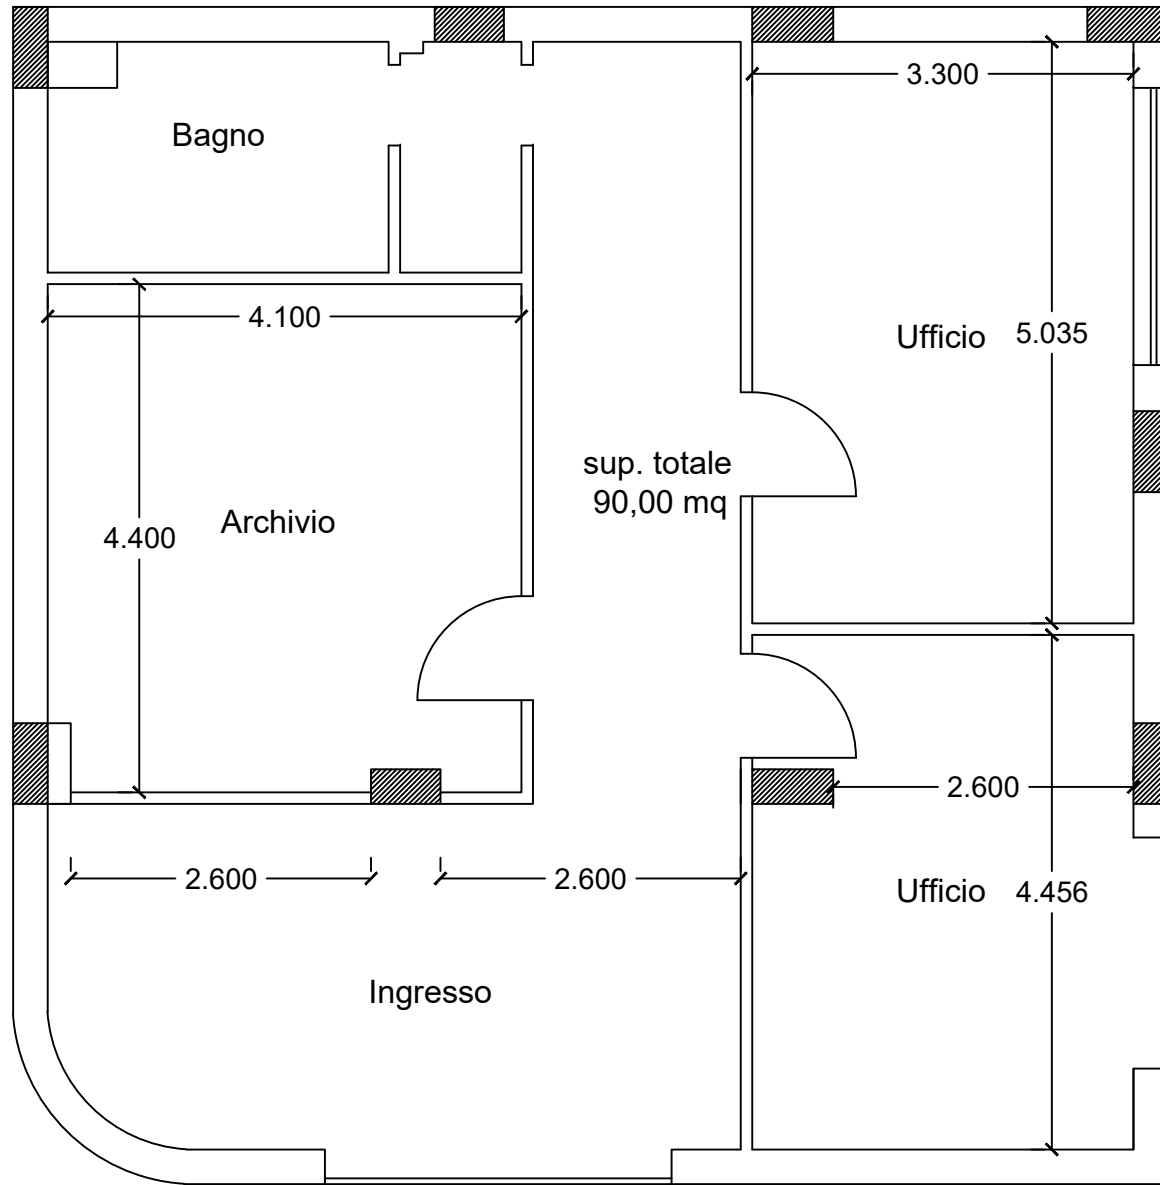 3.300
Bagno
4.100
Ufficio
5.035
sup. totale
90,00 mq
Archivio
4.400
2.600
2.600
2.600
Ufficio
4.456
Ingresso